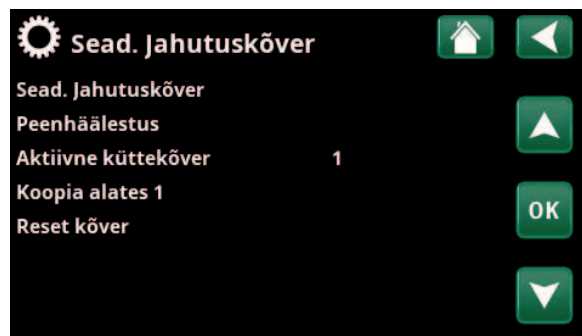 Sead. Jahutuskõver
Sead. Jahutuskõver
Peenhäälestus
Aktiivne küttekõver 1
Koopia alates 1
Reset kõver
OK